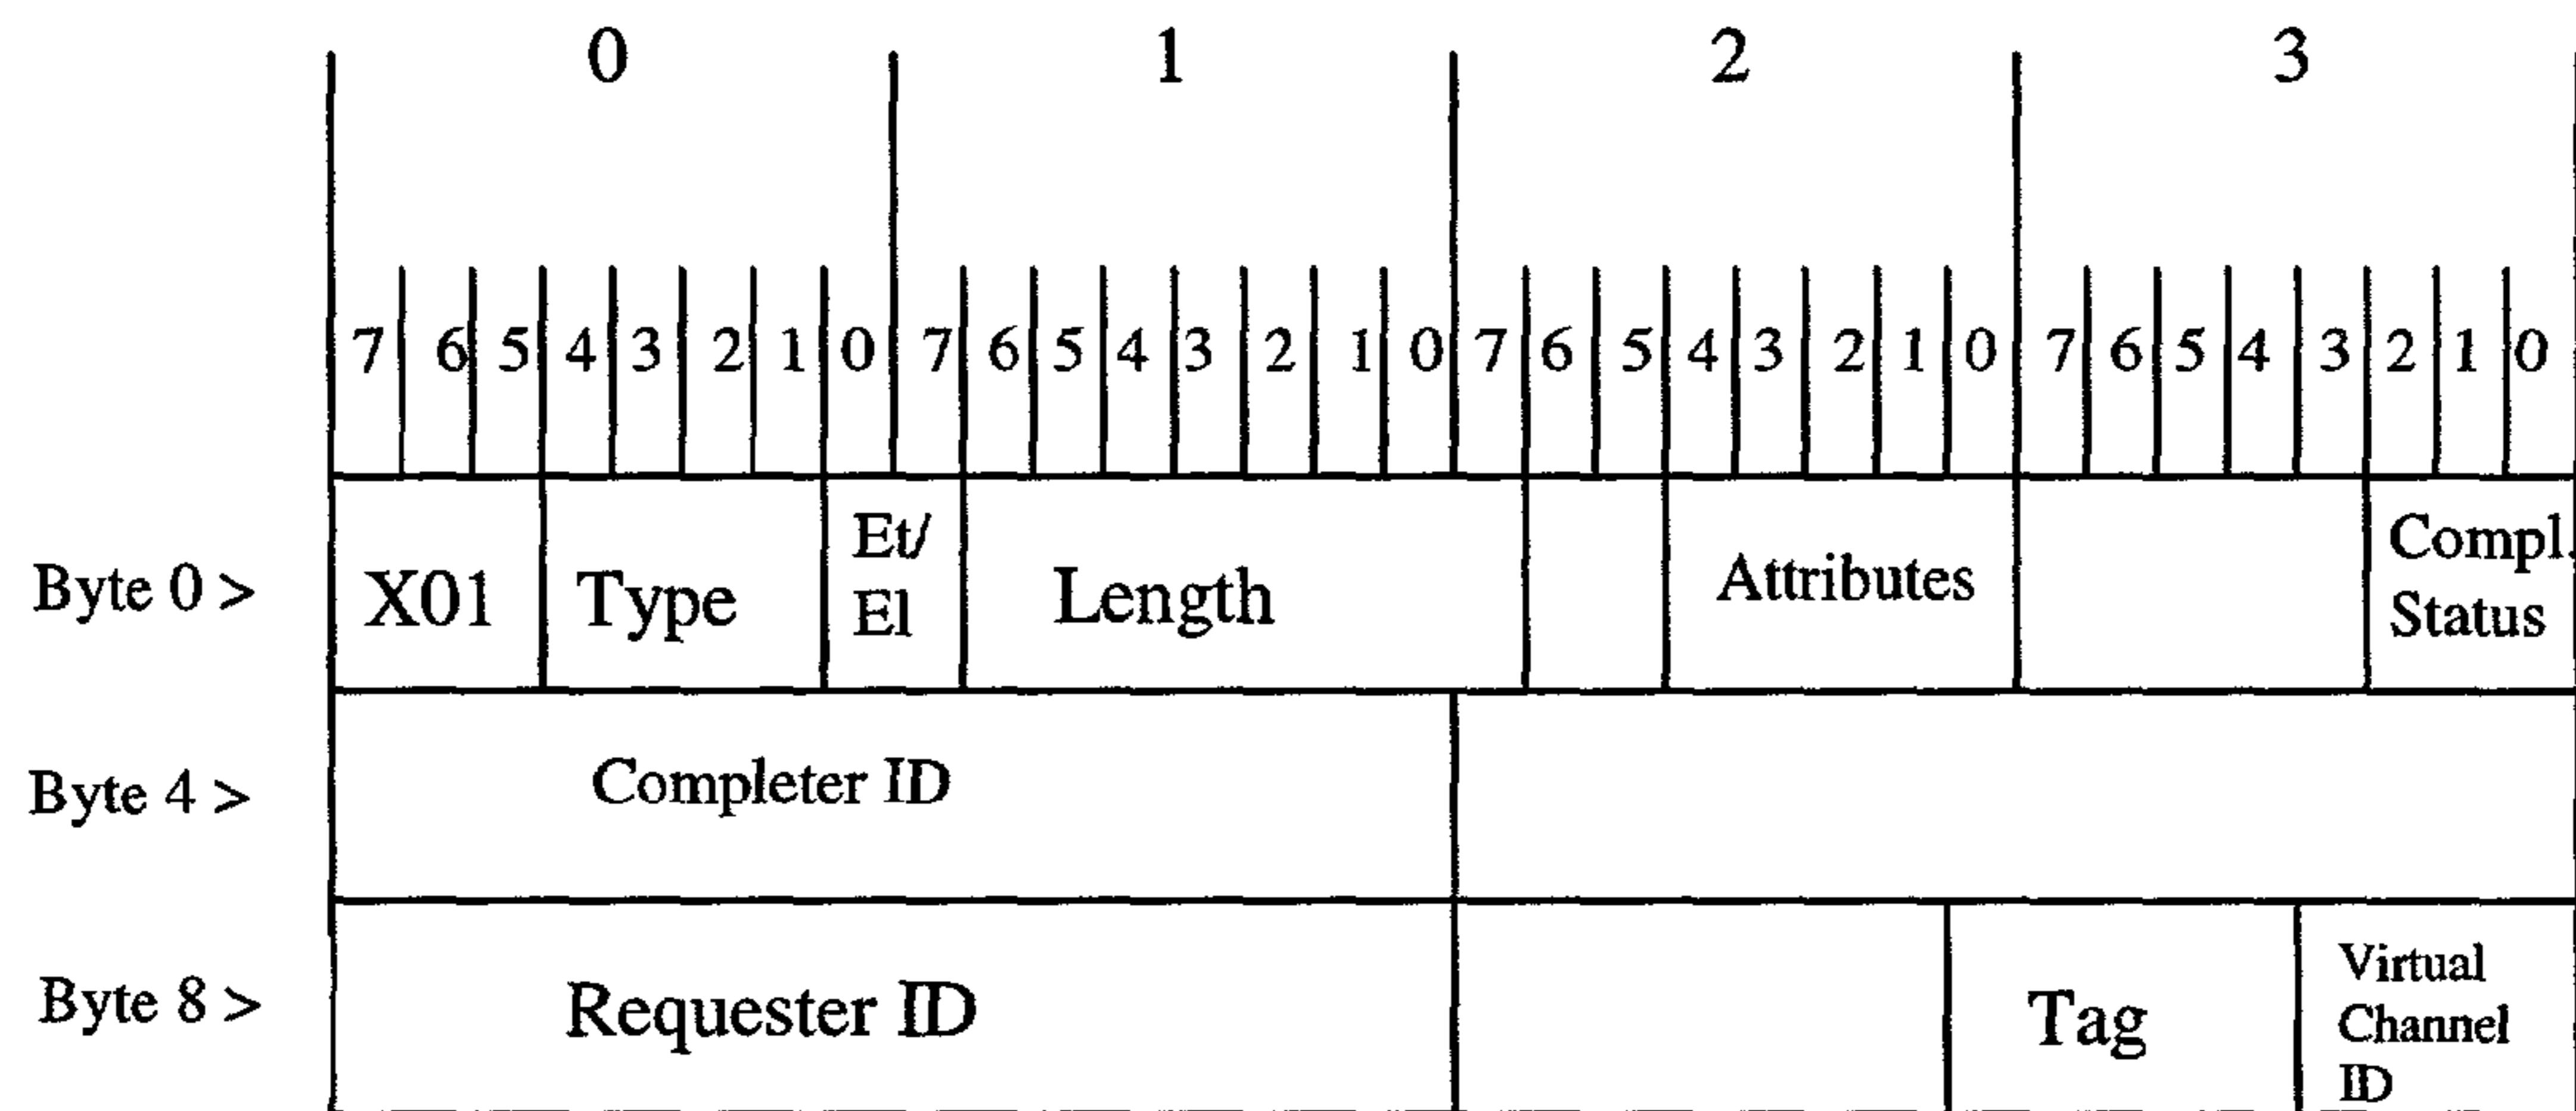 0 1 2 3
7 6 5 4 3 2 1 0 7 6 5 4 3 2 1 0 7 6 5 4 3 2 1 0 7 6 5 4 3 2 1 0
Byte 0 >
X01
Type
Et/
El
Length
Attributes
Compl.
Status
Byte 4 >
Completer ID
Byte 8 >
Requester ID
Tag
Virtual
Channel
ID